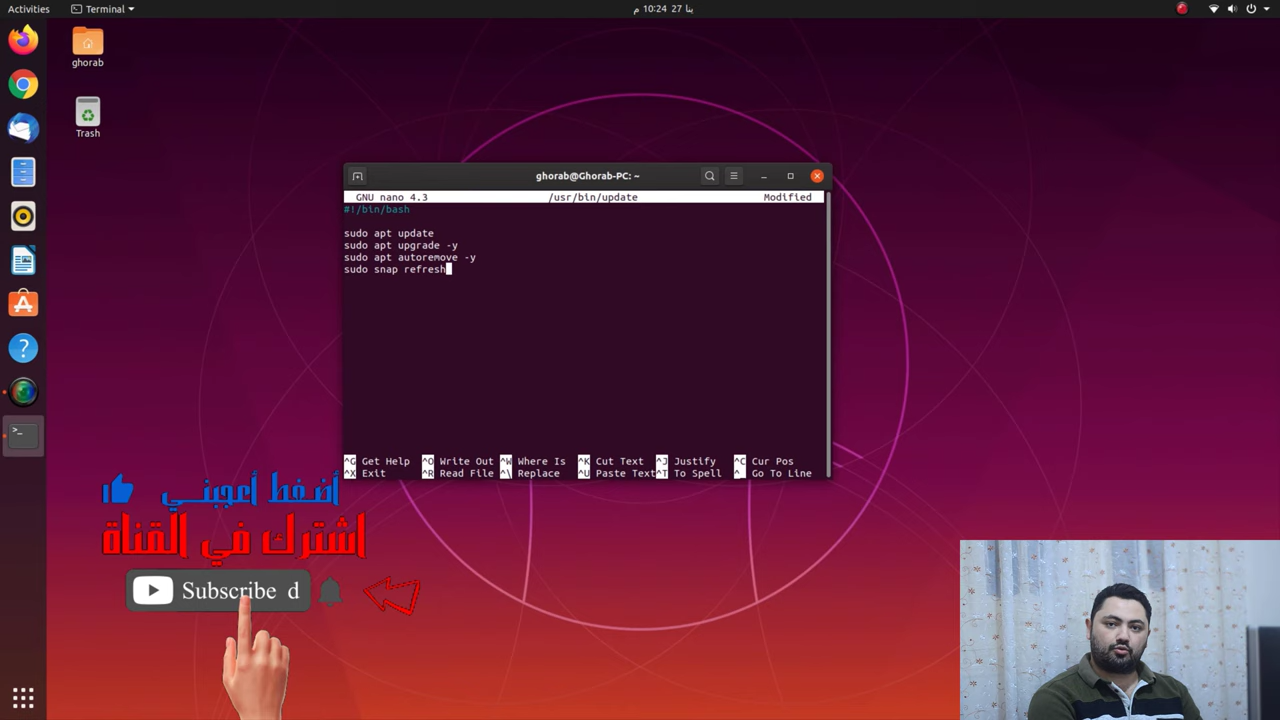 Activities
Terminal
ينا 27 10:24 م
ghorab
Trash
ghorab@Ghorab-PC: ~
GNU nano 4.3 /usr/bin/update Modified
#!/bin/bash
sudo apt update
sudo apt upgrade -y
sudo apt autoremove -y
sudo snap refresh
^G Get Help ^O Write Out ^W Where Is ^K Cut Text ^J Justify ^C Cur Pos
^X Exit ^R Read File ^\ Replace ^U Paste Text ^T To Spell ^_ Go To Line
أضغط أعجبني
اشترك في القناة
Subscribe d